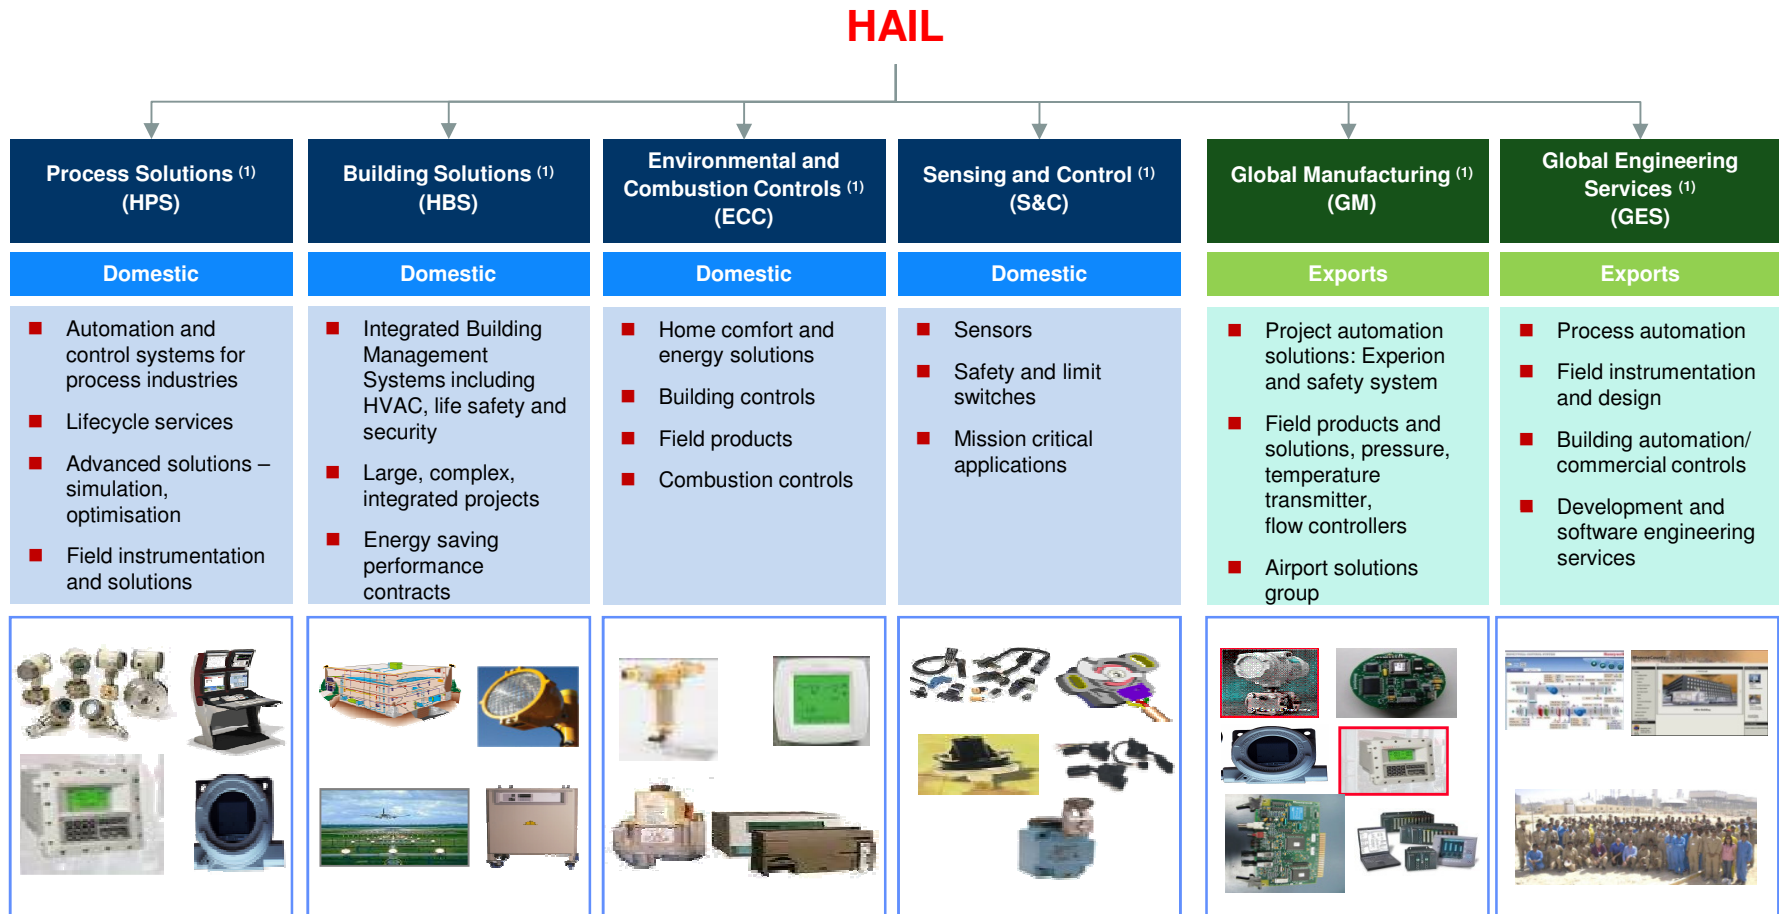 HAIL
Process Solutions (1)
(HPS)
Domestic
Automation and
control systems for
process industries
Lifecycle services
Advanced solutions –
simulation,
optimisation
Field instrumentation
and solutions
Building Solutions (1)
(HBS)
Domestic
Integrated Building
Management
Systems including
HVAC, life safety and
security
Large, complex,
integrated projects
Energy saving
performance
contracts
Environmental and
Combustion Controls (1)
(ECC)
Domestic
Home comfort and
energy solutions
Building controls
Field products
Combustion controls
Sensing and Control (1)
(S&C)
Domestic
Sensors
Safety and limit
switches
Mission critical
applications
Global Manufacturing (1)
(GM)
Exports
Project automation
solutions: Experion
and safety system
Field products and
solutions, pressure,
temperature
transmitter,
flow controllers
Airport solutions
group
Global Engineering
Services (1)
(GES)
Exports
Process automation
Field instrumentation
and design
Building automation/
commercial controls
Development and
software engineering
services